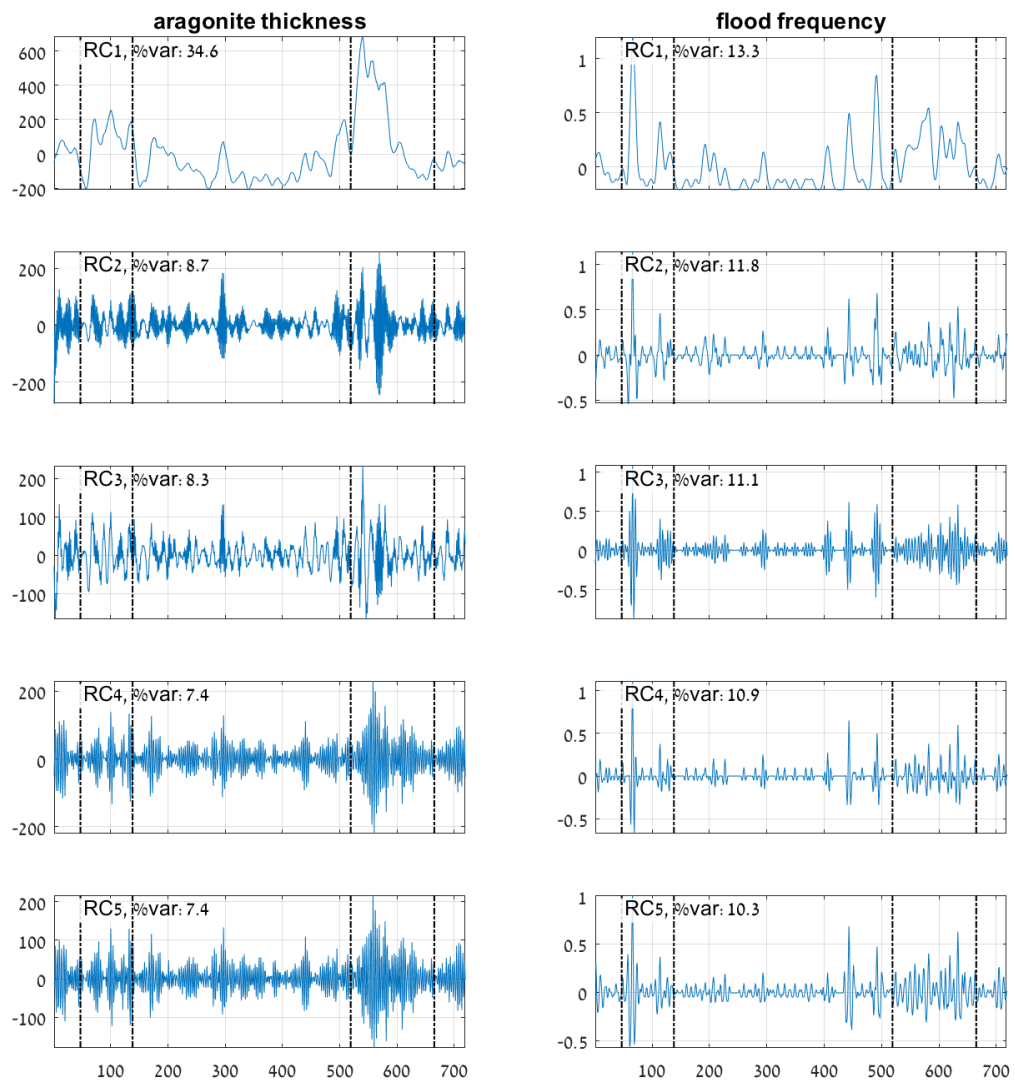 aragonite thickness
flood frequency
RC1, %var: 34.6
600
400
200
0
-200
RC1, %var: 13.3
1
0.5
0
RC2, %var: 8.7
200
0
-200
RC2, %var: 11.8
1
0.5
0
-0.5
RC3, %var: 8.3
200
100
0
-100
RC3, %var: 11.1
1
0.5
0
-0.5
RC4, %var: 7.4
200
0
-200
RC4, %var: 10.9
1
0.5
0
-0.5
RC5, %var: 7.4
200
100
0
-100
100 200 300 400 500 600 700
RC5, %var: 10.3
1
0.5
0
-0.5
100 200 300 400 500 600 700